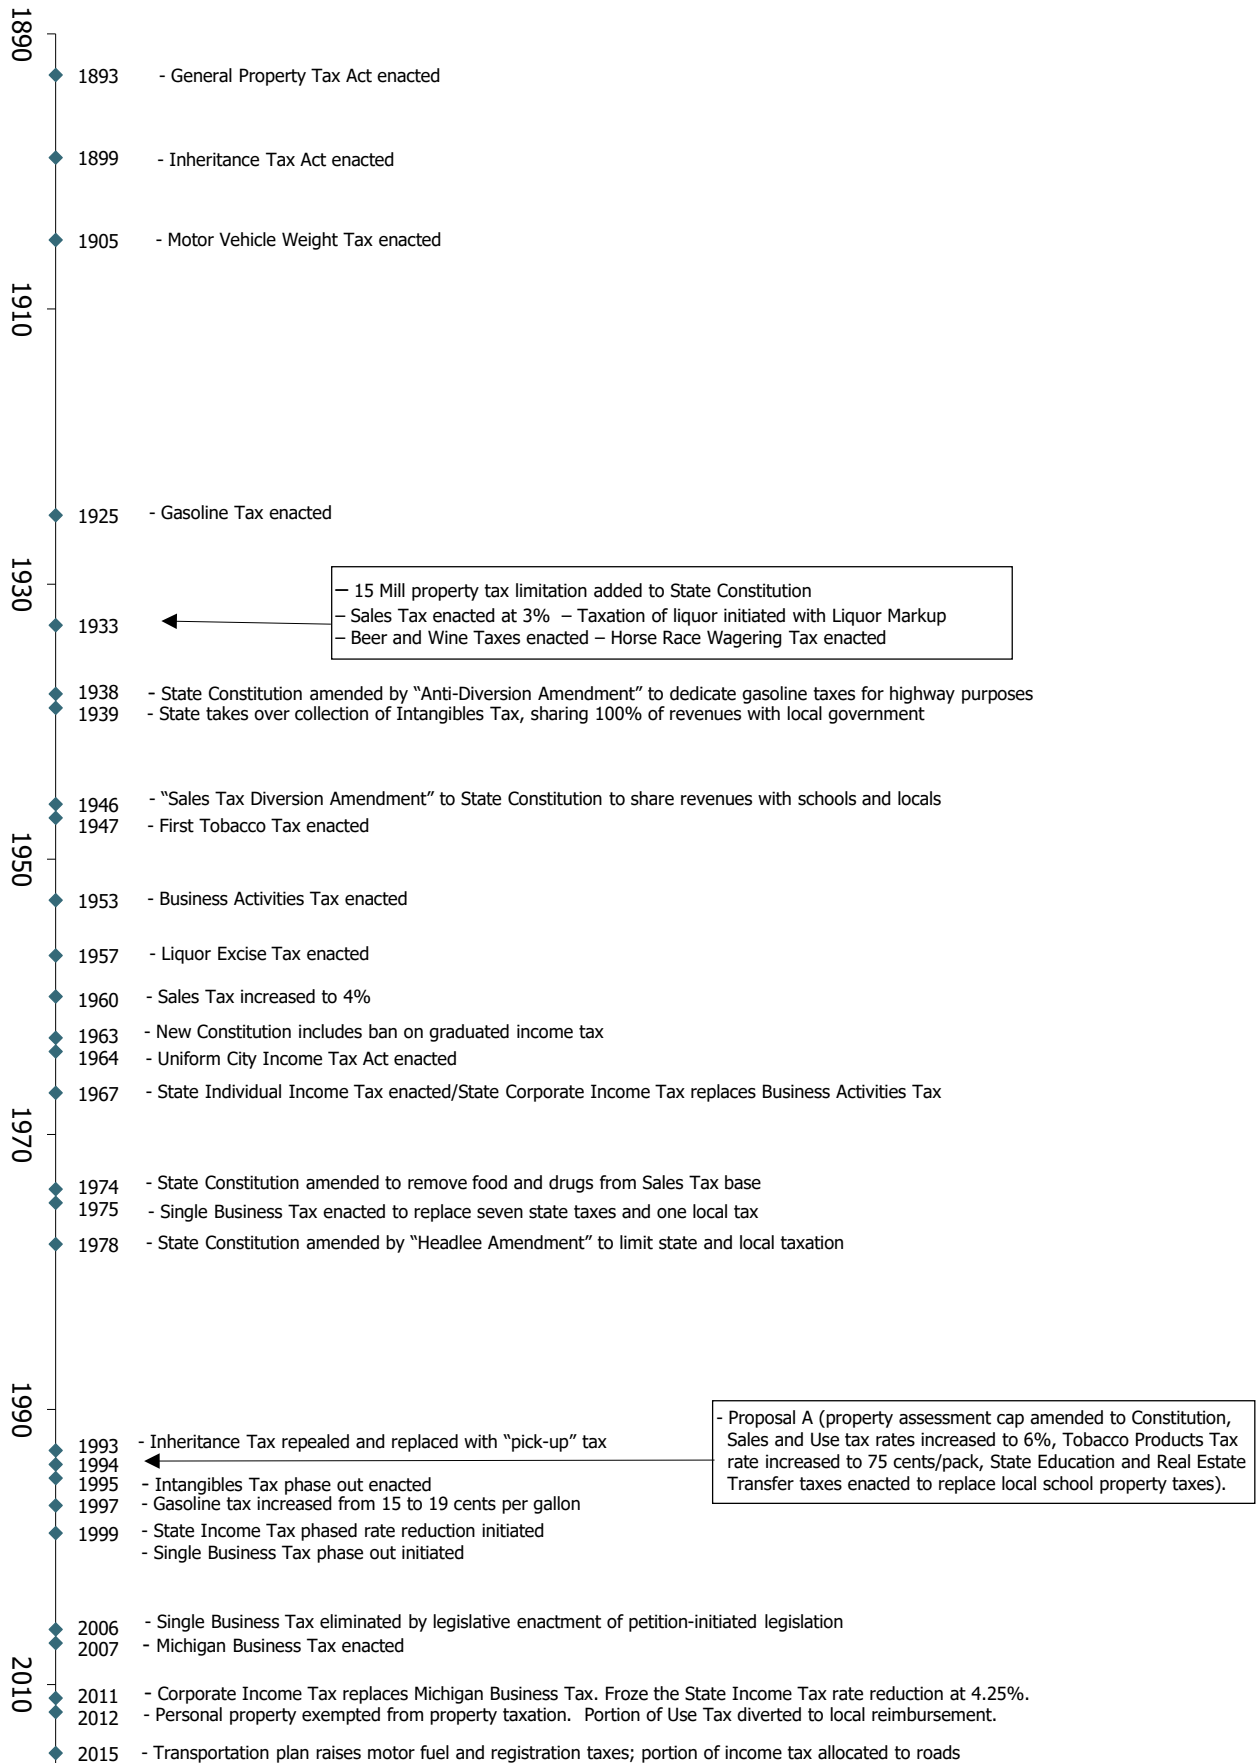 1890
1893 - General Property Tax Act enacted
1899 - Inheritance Tax Act enacted
1905 - Motor Vehicle Weight Tax enacted
1910
1925 - Gasoline Tax enacted
1930
– 15 Mill property tax limitation added to State Constitution
– Sales Tax enacted at 3% – Taxation of liquor initiated with Liquor Markup
1933
– Beer and Wine Taxes enacted – Horse Race Wagering Tax enacted
1938 - State Constitution amended by “Anti-Diversion Amendment” to dedicate gasoline taxes for highway purposes
1939 - State takes over collection of Intangibles Tax, sharing 100% of revenues with local government
1946 - “Sales Tax Diversion Amendment” to State Constitution to share revenues with schools and locals
1947 - First Tobacco Tax enacted
1950
1953 - Business Activities Tax enacted
1957 - Liquor Excise Tax enacted
1960 - Sales Tax increased to 4%
1963 - New Constitution includes ban on graduated income tax
1964 - Uniform City Income Tax Act enacted
1967 - State Individual Income Tax enacted/State Corporate Income Tax replaces Business Activities Tax
1970
1974 - State Constitution amended to remove food and drugs from Sales Tax base
1975 - Single Business Tax enacted to replace seven state taxes and one local tax
1978 - State Constitution amended by “Headlee Amendment” to limit state and local taxation
1990
1993 - Inheritance Tax repealed and replaced with “pick-up” tax
1994
- Proposal A (property assessment cap amended to Constitution,
Sales and Use tax rates increased to 6%, Tobacco Products Tax
rate increased to 75 cents/pack, State Education and Real Estate
Transfer taxes enacted to replace local school property taxes).
1995 - Intangibles Tax phase out enacted
1997 - Gasoline tax increased from 15 to 19 cents per gallon
1999 - State Income Tax phased rate reduction initiated
- Single Business Tax phase out initiated
2006 - Single Business Tax eliminated by legislative enactment of petition-initiated legislation
2007 - Michigan Business Tax enacted
2010
2011 - Corporate Income Tax replaces Michigan Business Tax. Froze the State Income Tax rate reduction at 4.25%.
2012 - Personal property exempted from property taxation. Portion of Use Tax diverted to local reimbursement.
2015 - Transportation plan raises motor fuel and registration taxes; portion of income tax allocated to roads